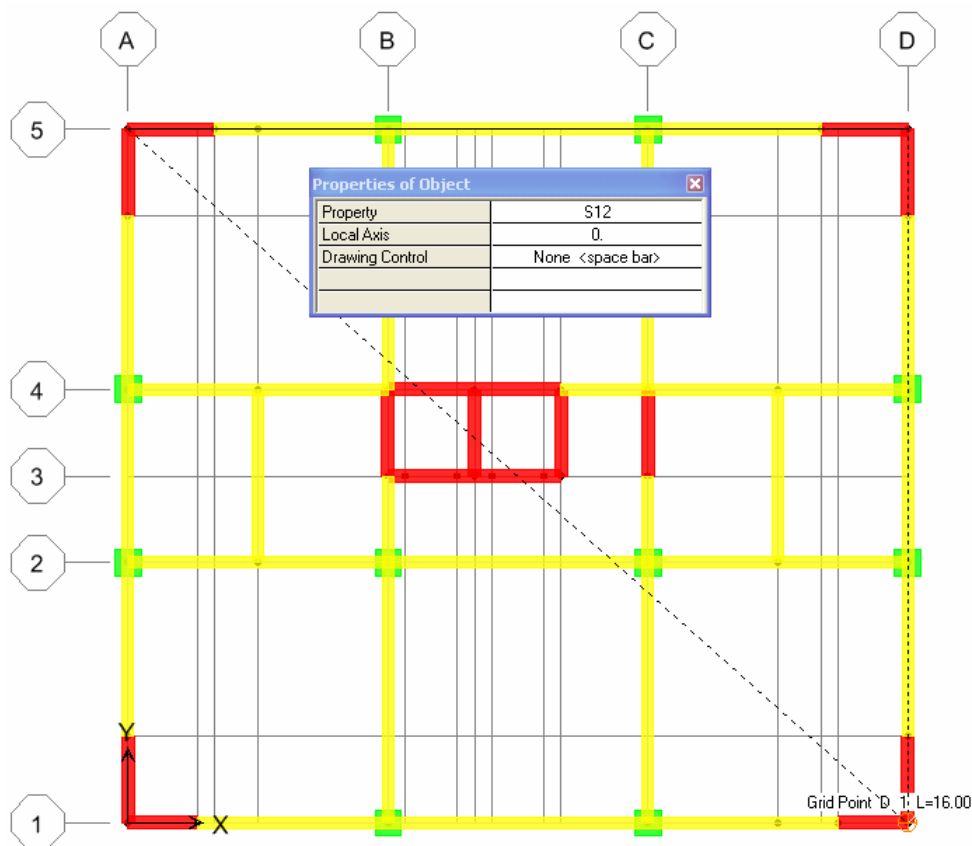 A B C D
5
Properties of Object
Property S12
Local Axis 0.
Drawing Control None <space bar>
4
3
2
Y
Grid Point D 1 L=16.00
1
X